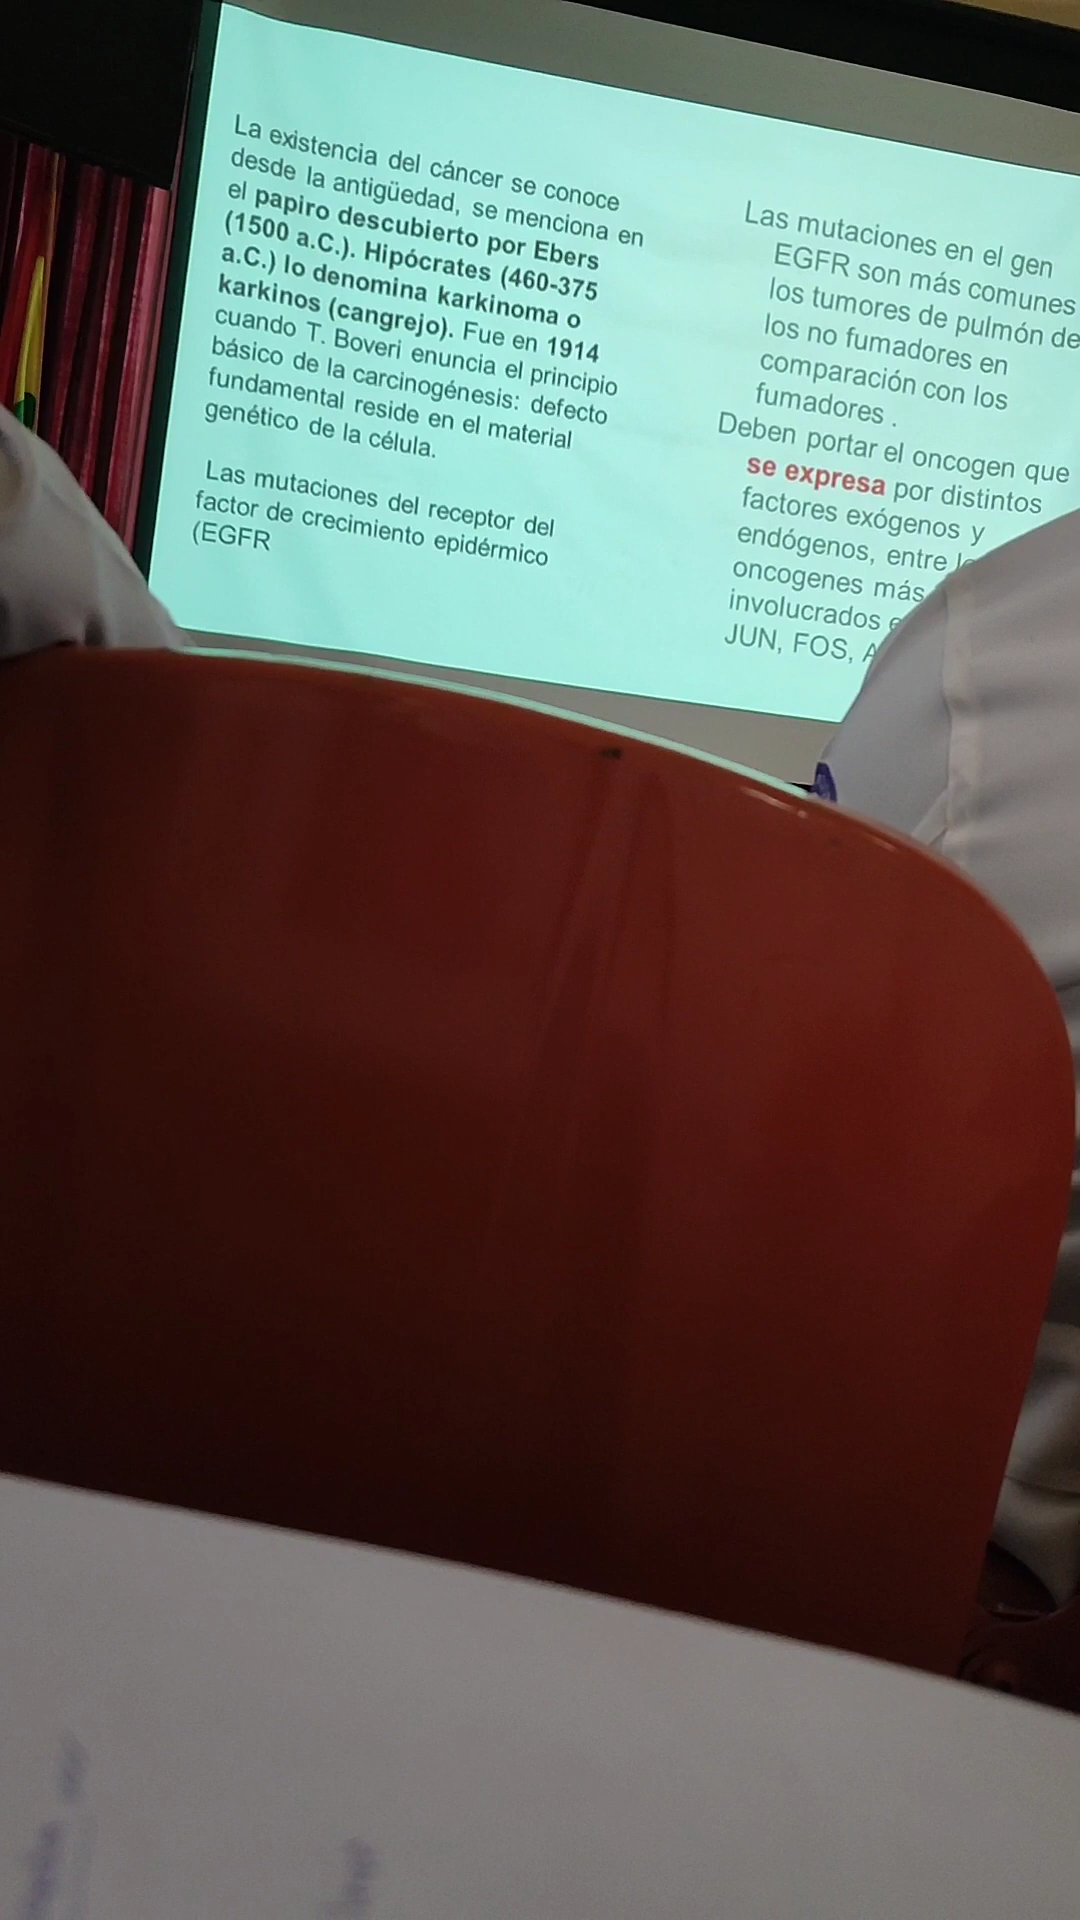 La existencia del cáncer se conoce
desde la antigüedad, se menciona en
el papiro descubierto por Ebers
(1500 a.C.). Hipócrates (460-375
a.C.) lo denomina karkinoma o
karkinos (cangrejo). Fue en 1914
cuando T. Boveri enuncia el principio
básico de la carcinogénesis: defecto
fundamental reside en el material
genético de la célula.
Las mutaciones del receptor del
factor de crecimiento epidérmico
(EGFR
Las mutaciones en el gen
EGFR son más comunes
los tumores de pulmón de
los no fumadores en
comparación con los
fumadores .
Deben portar el oncogen que
se expresa por distintos
factores exógenos y
endógenos, entre
oncogenes más
involucrados
JUN, FOS,